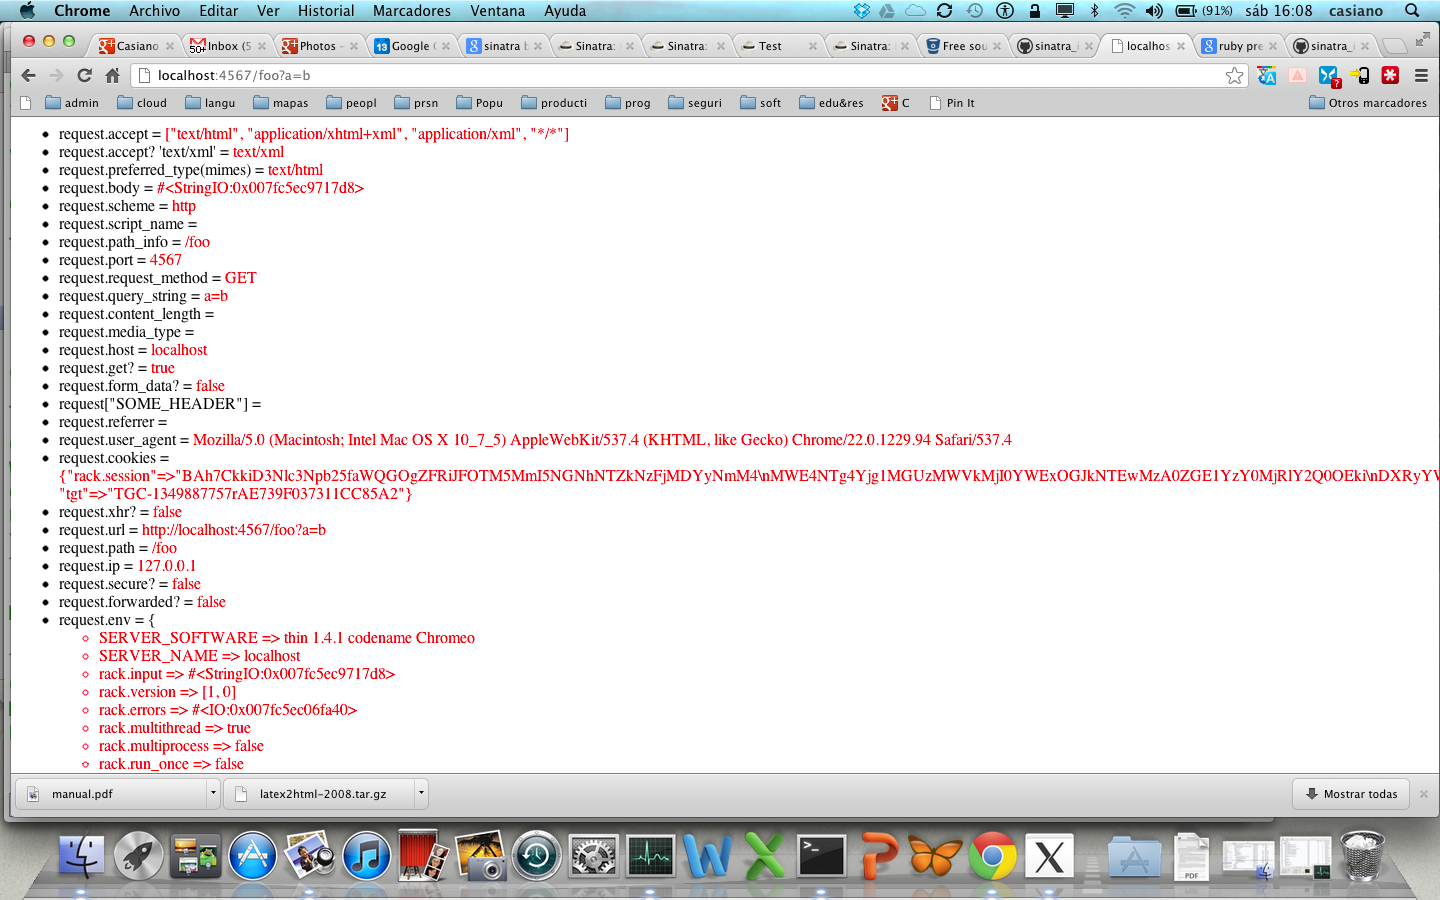 Chrome Archivo Editar Ver Historial Marcadores Ventana Ayuda (91%) sáb 16:08 casiano
Casiano Inbox (5 Photos - Google ( sinatra b Sinatra: Sinatra: Test Sinatra: Free sou sinatra_i localhos ruby pre sinatra_i
50+
13
localhost:4567/foo?a=b
admin cloud langu mapas peopl prsn Popu producti prog seguri soft edu&res C Pin It Otros marcadores
request.accept = ["text/html", "application/xhtml+xml", "application/xml", "*/*"]
request.accept? 'text/xml' = text/xml
request.preferred_type(mimes) = text/html
request.body = #<StringIO:0x007fc5ec9717d8>
request.scheme = http
request.script_name =
request.path_info = /foo
request.port = 4567
request.request_method = GET
request.query_string = a=b
request.content_length =
request.media_type =
request.host = localhost
request.get? = true
request.form_data? = false
request["SOME_HEADER"] =
request.referrer =
request.user_agent = Mozilla/5.0 (Macintosh; Intel Mac OS X 10_7_5) AppleWebKit/537.4 (KHTML, like Gecko) Chrome/22.0.1229.94 Safari/537.4
request.cookies =
{"rack.session"=>"BAh7CkkiD3Nlc3Npb25faWQGOgZFRiJFOTM5MmI5NGNhNTZkNzFjMDYyNmM4\nMWE4NTg4Yjg1MGUzMWVkMjI0YWExOGJkNTEwMzA0ZGE1YzY0MjRlY2Q0OEki\nDXRyYV
"tgt"=>"TGC-1349887757rAE739F037311CC85A2"}
request.xhr? = false
request.url = http://localhost:4567/foo?a=b
request.path = /foo
request.ip = 127.0.0.1
request.secure? = false
request.forwarded? = false
request.env = {
SERVER_SOFTWARE => thin 1.4.1 codename Chromeo
SERVER_NAME => localhost
rack.input => #<StringIO:0x007fc5ec9717d8>
rack.version => [1, 0]
rack.errors => #<IO:0x007fc5ec06fa40>
rack.multithread => true
rack.multiprocess => false
rack.run_once => false
manual.pdf latex2html-2008.tar.gz Mostrar todas
PDF